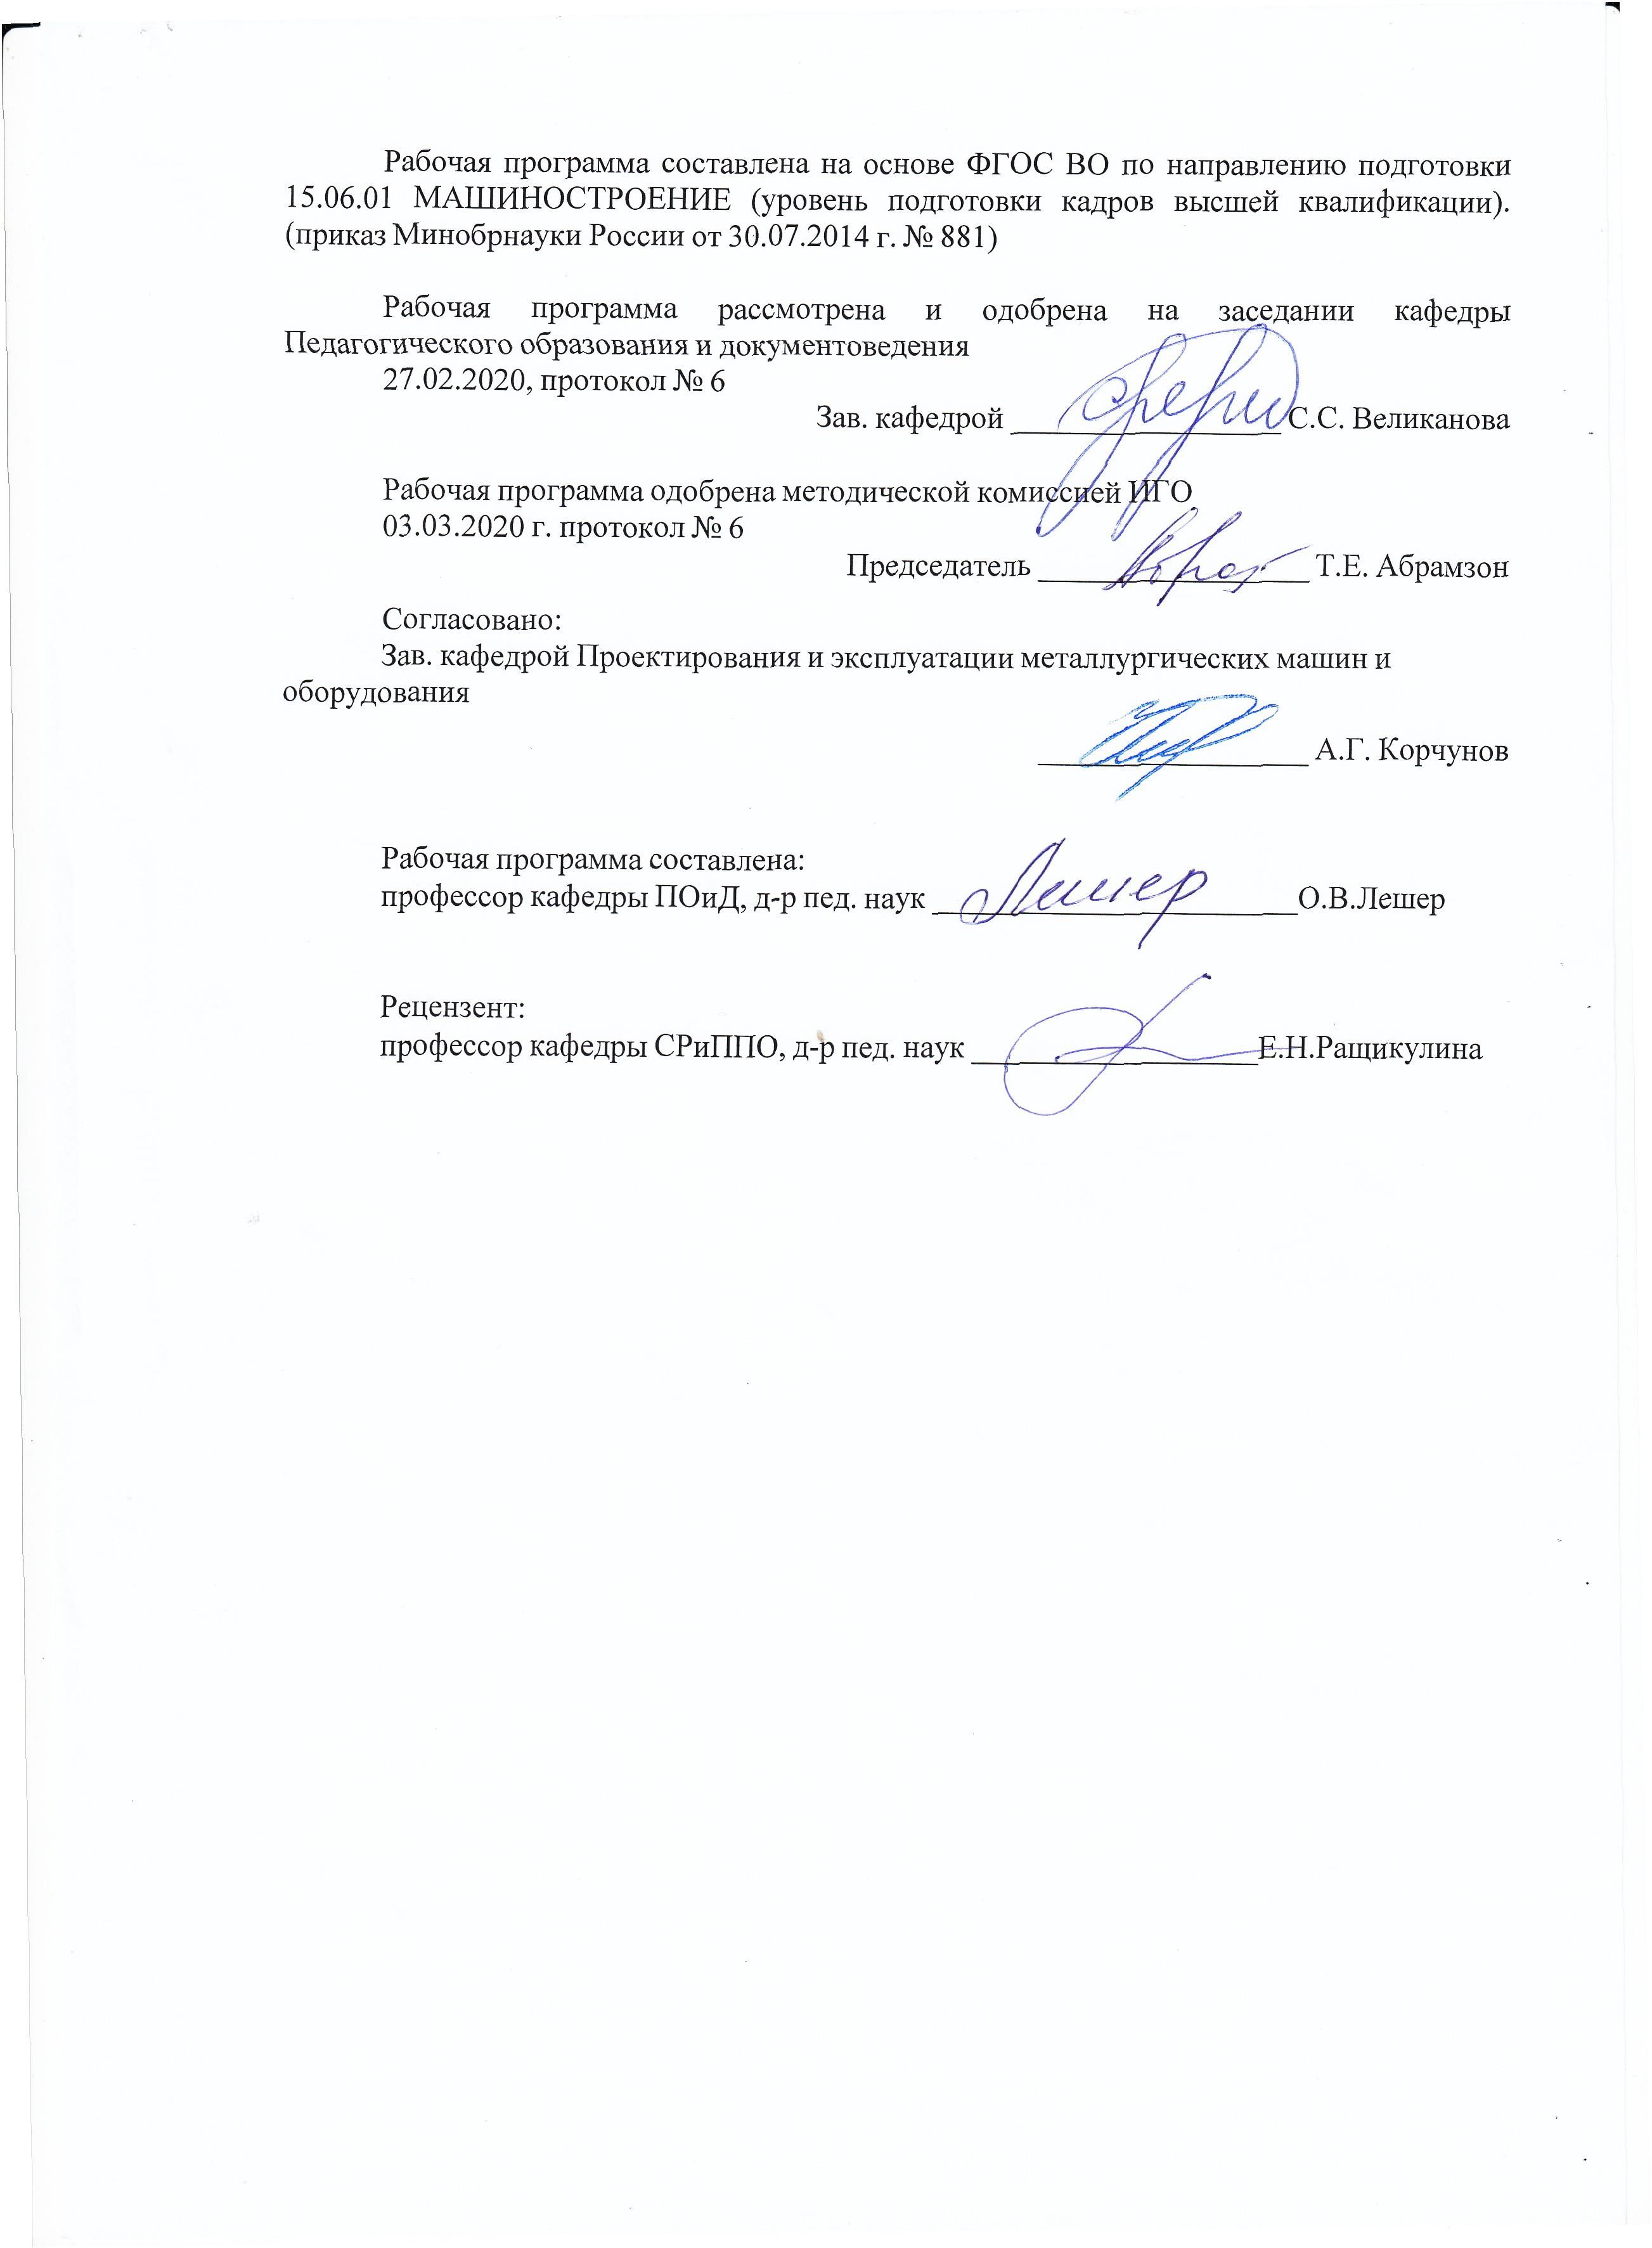 Рабочая программа составлена на основе ФГОС ВО по направлению подготовки
15.06.01 МАШИНОСТРОЕНИЕ (уровень подготовки кадров высшей квалификации).
(приказ Минобрнауки России от 30.07.2014 г. № 881)
Рабочая программа рассмотрена и одобрена на заседании кафедры
Педагогического образования и документоведения
27.02.2020, протокол № 6
Зав. кафедрой С.С. Великанова
Рабочая программа одобрена методической комиссией ИГО
03.03.2020 г. протокол № 6
Председатель Т.Е. Абрамзон
Согласовано:
Зав. кафедрой Проектирования и эксплуатации металлургических машин и
оборудования
А.Г. Корчунов
Рабочая программа составлена:
профессор кафедры ПОиД, д-р пед. наук Лешер О.В.Лешер
Рецензент:
профессор кафедры СРиППО, д-р пед. наук Е.Н.Ращикулина